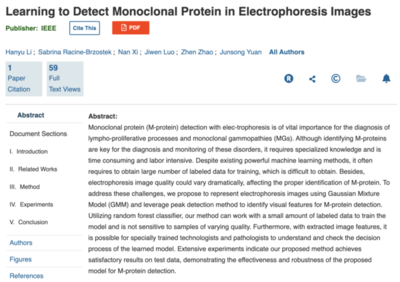 Learning to Detect Monoclonal Protein in Electrophoresis Images
Publisher: IEEE
Cite This
PDF
Hanyu Li ; Sabrina Racine-Brzostek ; Nan Xi ; Jiwen Luo ; Zhen Zhao ; Junsong Yuan All Authors
1
Paper
Citation
59
Full
Text Views
R
Abstract
Document Sections
I. Introduction
II. Related Works
III. Method
IV. Experiments
V. Conclusion
Authors
Figures
References
Abstract:
Monoclonal protein (M-protein) detection with elec-trophoresis is of vital importance for the diagnosis of
lympho-proliferative processes and monoclonal gammopathies (MGs). Although identifying M-proteins
are key for the diagnosis and monitoring of these disorders, it requires specialized knowledge and is
time consuming and labor intensive. Despite existing powerful machine learning methods, it often
requires to obtain large number of labeled data for training, which is difficult to obtain. Besides,
electrophoresis image quality could vary dramatically, affecting the proper identification of M-protein. To
address these challenges, we propose to represent electrophoresis images using Gaussian Mixture
Model (GMM) and leverage peak detection method to identify visual features for M-protein detection.
Utilizing random forest classifier, our method can work with a small amount of labeled data to train the
model and is not sensitive to samples of varying quality. Furthermore, with extracted image features, it
is possible for specially trained technologists and pathologists to understand and check the decision
process of the learned model. Extensive experiments indicate our proposed method achieves
satisfactory results on test data, demonstrating the effectiveness and robustness of the proposed
model for M-protein detection.